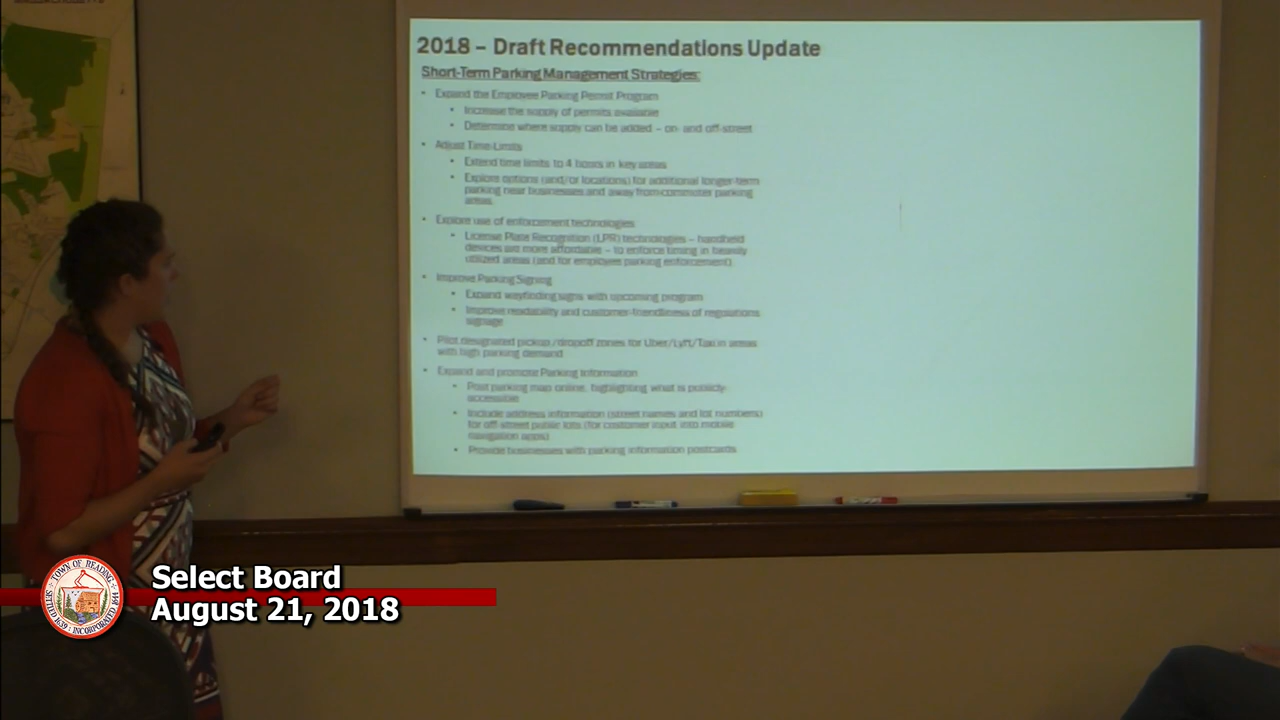 2018 – Draft Recommendations Update
Short-Term Parking Management Strategies:
• Expand the Employee Parking Permit Program
• Increase the supply of permits available
• Determine where supply can be added – on- and off-street
• Adjust Time-Limits
• Extend time limits to 4 hours in key areas
• Explore options (and/or locations) for additional longer-term
parking near businesses and away from commuter parking
areas.
• Explore use of enforcement technologies
• License Plate Recognition (LPR) technologies – handheld
devices are more affordable – to enforce timing in heavily
utilized areas (and for employee parking enforcement)
• Improve Parking Signing
• Expand wayfinding signs with upcoming program
• Improve readability and customer-friendliness of regulations
signage
• Pilot designated pickup/dropoff zones for Uber/Lyft/Taxi in areas
with high parking demand
• Expand and promote Parking Information
• Post parking map online, highlighting what is publicly-
accessible
• Include address information (street names and lot numbers)
for off-street public lots (for customer input into mobile
navigation apps)
• Provide businesses with parking information postcards
TOWN OF READING
SETTLED 1639 : INCORPORATED 1644
Select Board
August 21, 2018